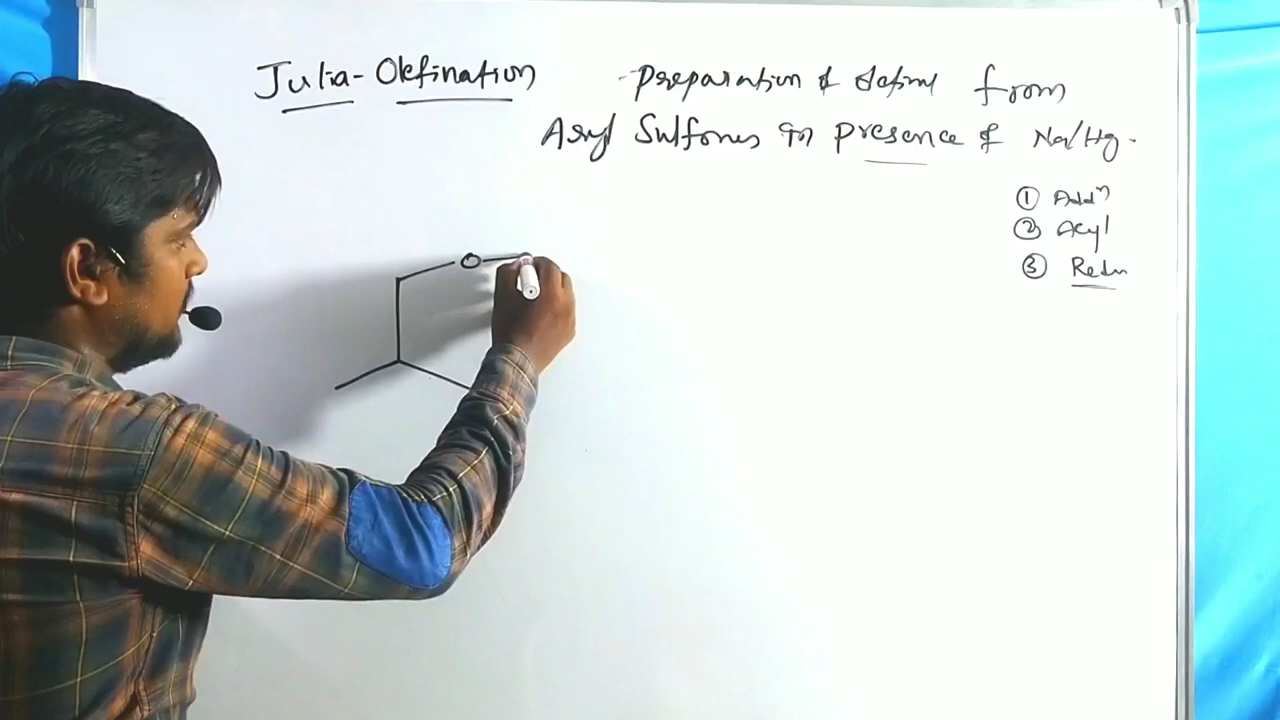 Julia-Olefination
-Preparation of olefins from
Aryl Sulfones in presence of Na/Hg.
① Addⁿ
② Acyl
③ Redn
O